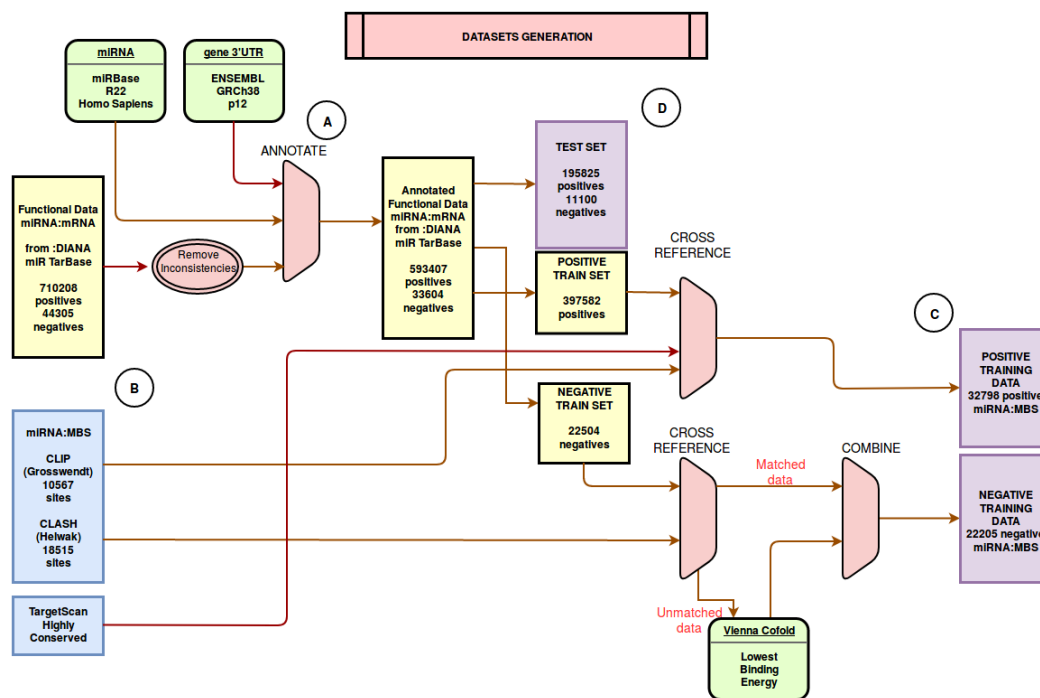 DATASETS GENERATION
miRNA
miRBase
R22
Homo Sapiens
gene 3'UTR
ENSEMBL
GRCh38
p12
A
ANNOTATE
D
Functional Data
miRNA:mRNA
from :DIANA
miR TarBase
710208
positives
44305
negatives
Remove
Inconsistencies
Annotated
Functional Data
miRNA:mRNA
from :DIANA
miR TarBase
593407
positives
33604
negatives
TEST SET
195825
positives
11100
negatives
POSITIVE
TRAIN SET
397582
positives
CROSS
REFERENCE
C
POSITIVE
TRAINING
DATA
32798 positive
miRNA:MBS
B
miRNA:MBS
CLIP
(Grosswendt)
10567
sites
CLASH
(Helwak)
18515
sites
NEGATIVE
TRAIN SET
22504
negatives
CROSS
REFERENCE
Matched
data
COMBINE
NEGATIVE
TRAINING
DATA
22205 negative
miRNA:MBS
TargetScan
Highly
Conserved
Unmatched
data
Vienna Cofold
Lowest
Binding
Energy